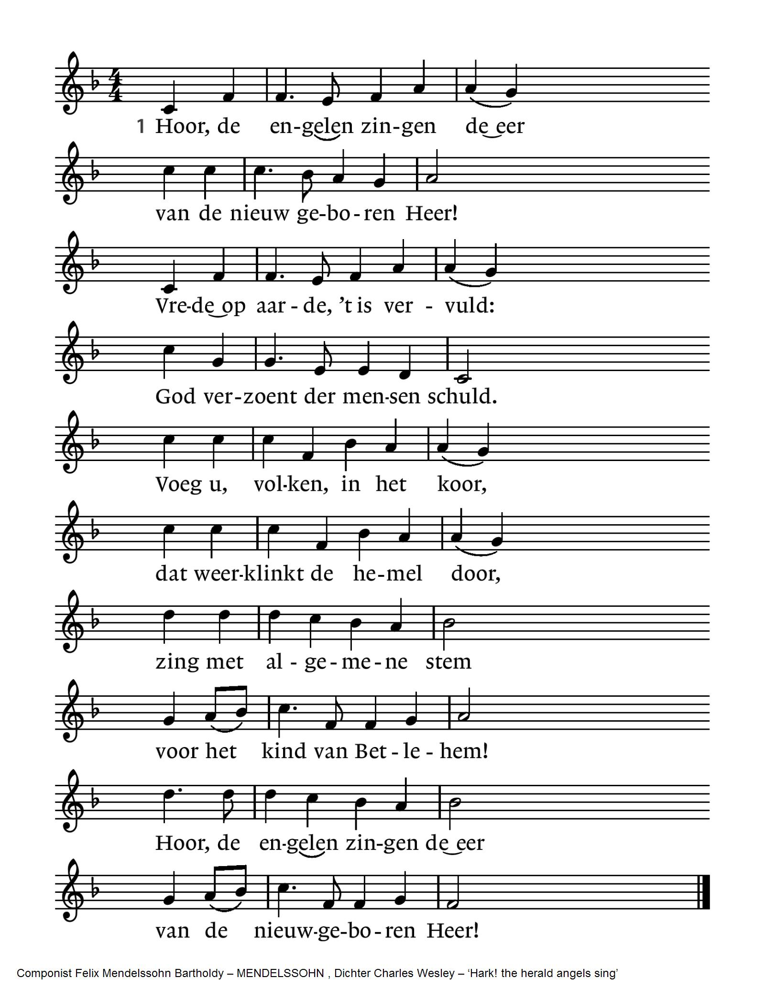 4
4
1 Hoor, de en-gelen zin-gen de eer
van de nieuw ge-bo-ren Heer!
Vre-de op aar-de, ’t is ver-vuld:
God ver-zoent der men-sen schuld.
Voeg u, vol-ken, in het koor,
dat weer-klinkt de he-mel door,
zing met al-ge-me-ne stem
voor het kind van Bet-le-hem!
Hoor, de en-gelen zin-gen de eer
van de nieuw-ge-bo-ren Heer!
Componist Felix Mendelssohn Bartholdy – MENDELSSOHN , Dichter Charles Wesley – ‘Hark! the herald angels sing’